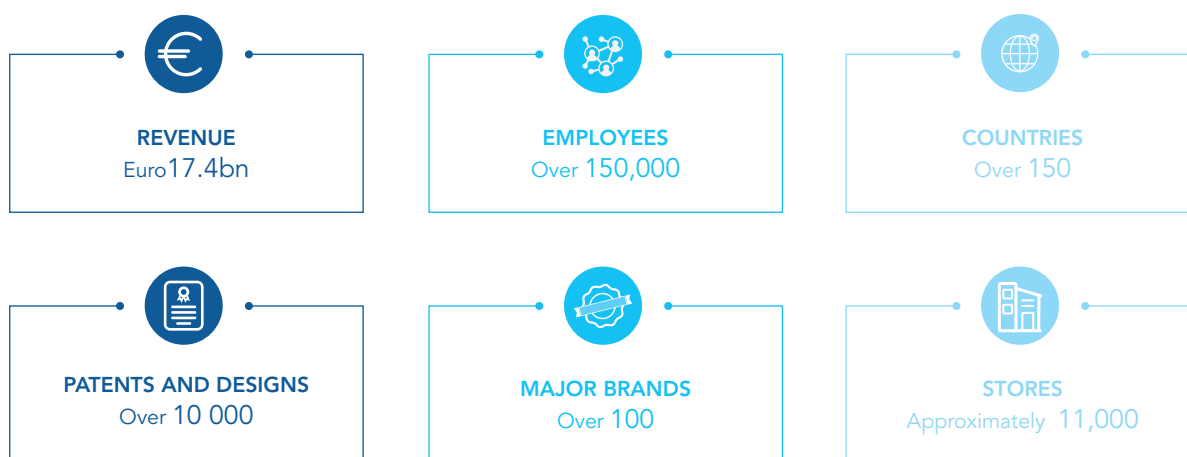 REVENUE
Euro17.4bn
EMPLOYEES
Over 150,000
COUNTRIES
Over 150
PATENTS AND DESIGNS
Over 10 000
MAJOR BRANDS
Over 100
STORES
Approximately 11,000